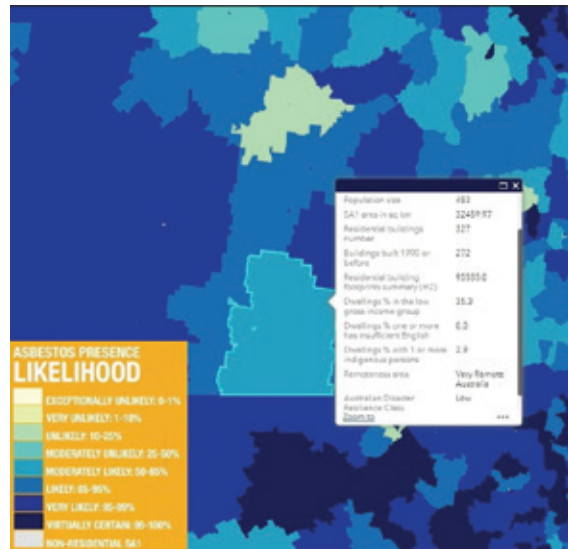 Population size 483
SA1 area in sq km
Residential buildings 327
number
Buildings built 1990 or 272
before
Residential building
footprints summary (m2)
Dwellings % in the low 35.3
gross income group
Dwellings % one or more 0.0
has insufficient English
Dwellings % with 1 or more 2.9
indigenous persons
Remoteness area Very Remote
Australia
Australian Disaster Low
Resilience Class
Zoom to
ASBESTOS PRESENCE
LIKELIHOOD
EXCEPTIONALLY UNLIKELY: 0-1%
VERY UNLIKELY: 1-10%
UNLIKELY: 10-25%
MODERATELY UNLIKELY: 25-50%
MODERATELY LIKELY: 50-85%
LIKELY: 85-95%
VERY LIKELY: 95-99%
VIRTUALLY CERTAIN: 99-100%
NON-RESIDENTIAL SA1